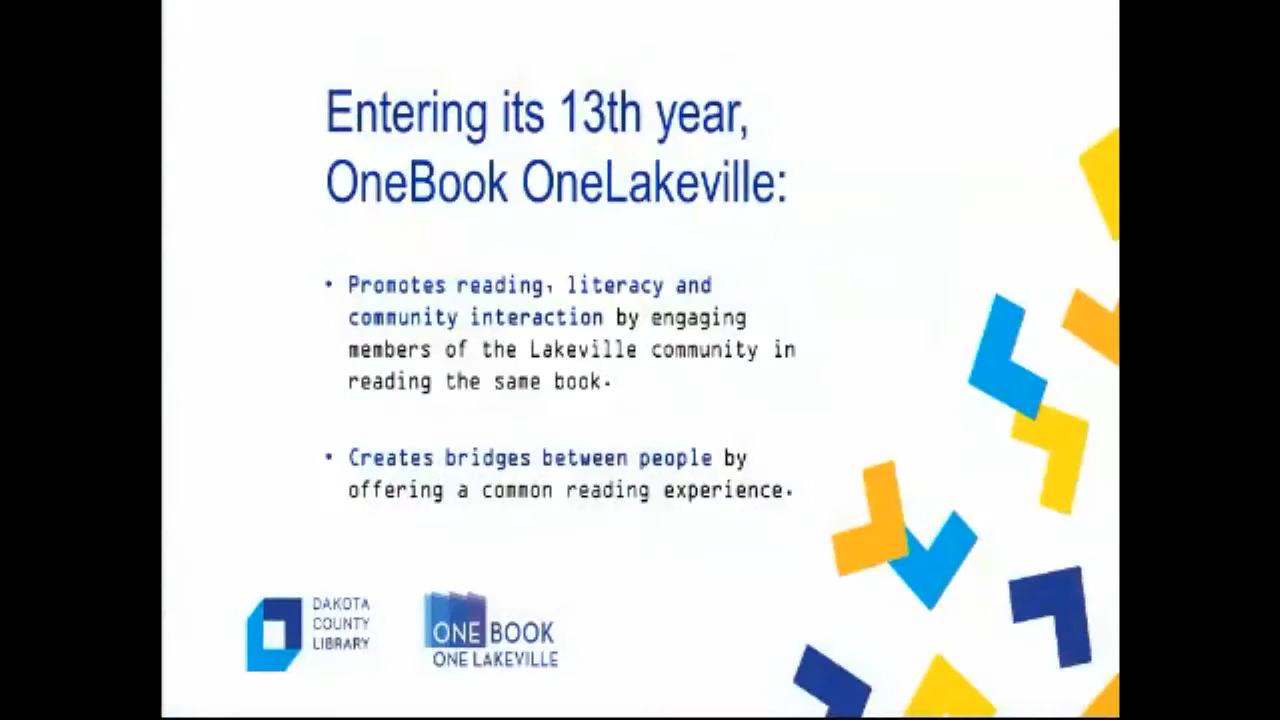 Entering its 13th year,
OneBook OneLakeville:
• Promotes reading, literacy and
community interaction by engaging
members of the Lakeville community in
reading the same book.
• Creates bridges between people by
offering a common reading experience.
DAKOTA
COUNTY
LIBRARY
ONE BOOK
ONE LAKEVILLE